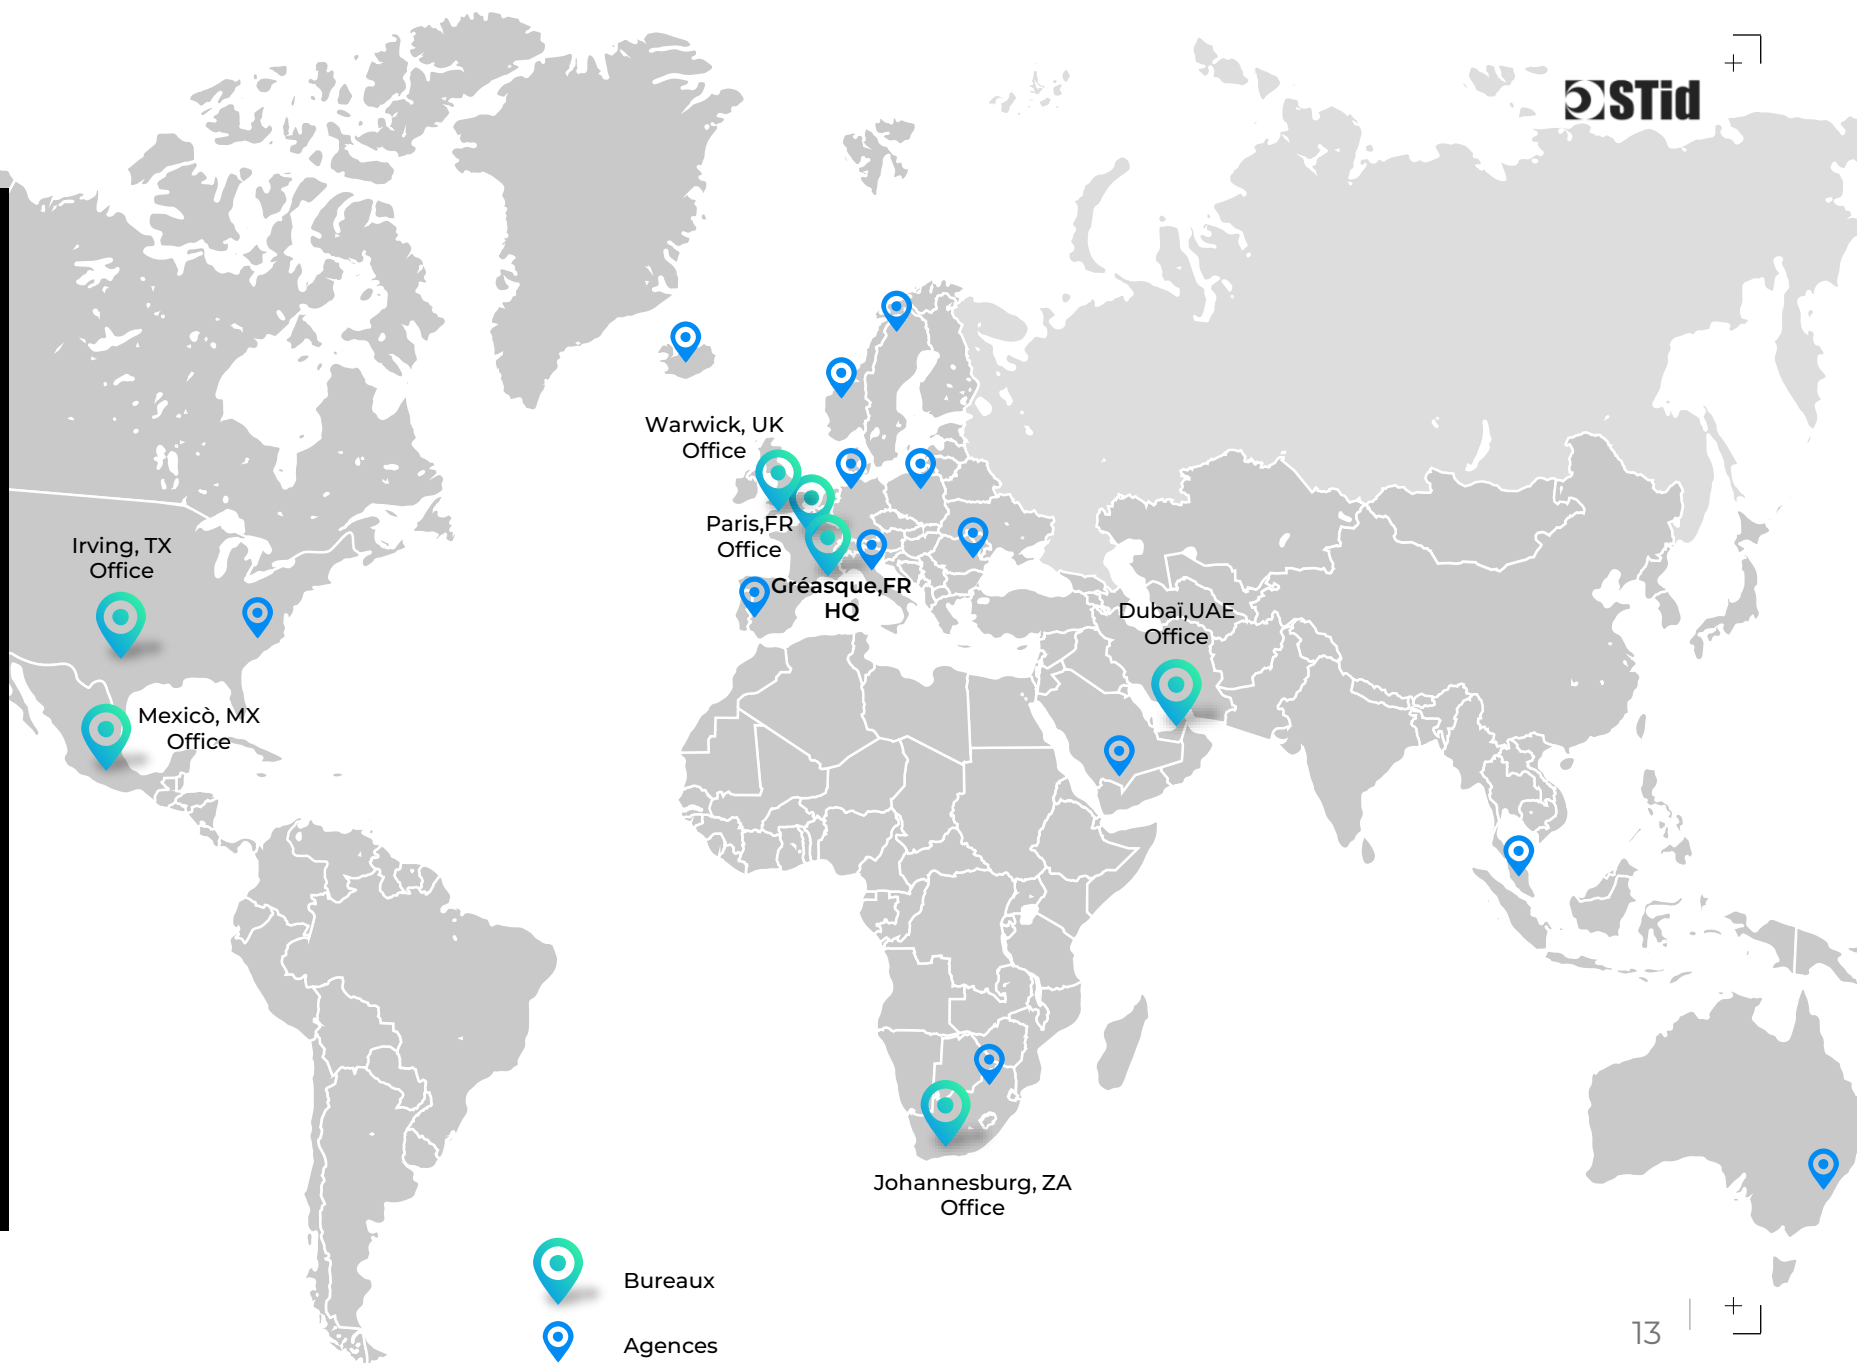 STid
Warwick, UK
Office
Paris,FR
Office
Irving, TX
Office
Gréasque,FR
HQ
Dubaï,UAE
Office
Mexicò, MX
Office
Johannesburg, ZA
Office
Bureaux
Agences
13